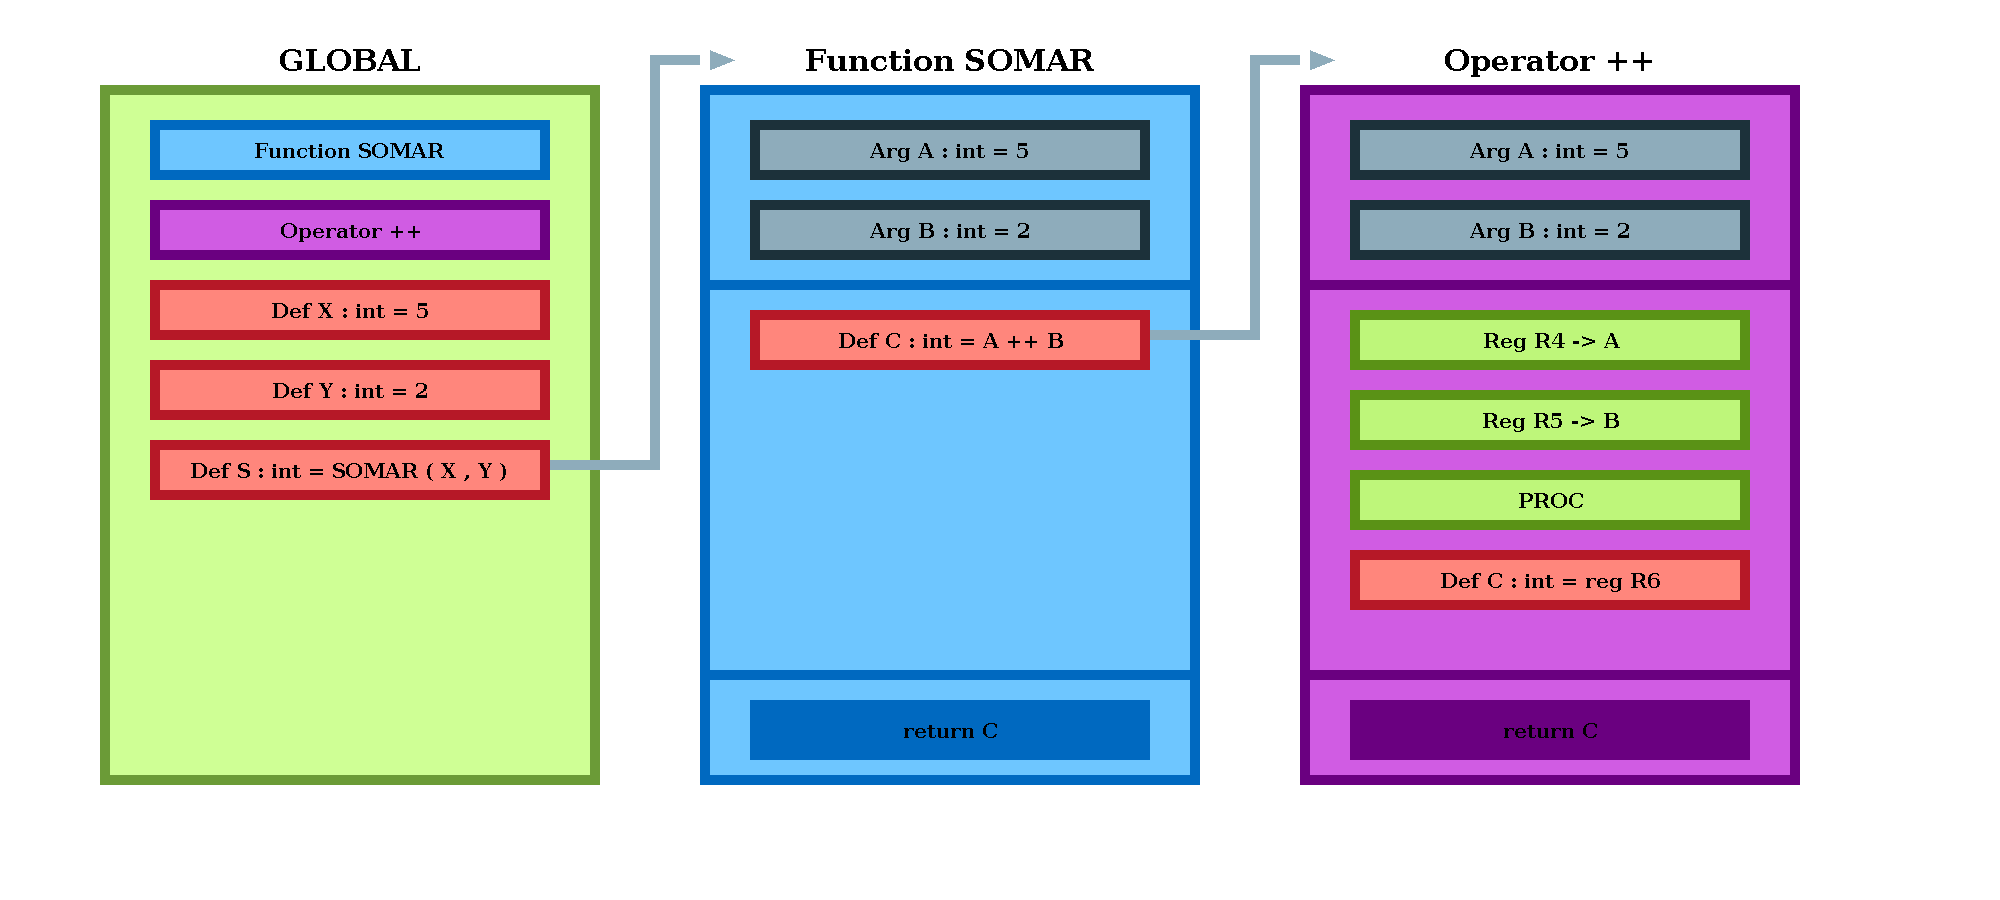 GLOBAL
Function SOMAR
Operator ++
Def X : int = 5
Def Y : int = 2
Def S : int = SOMAR ( X , Y )
Function SOMAR
Arg A : int = 5
Arg B : int = 2
Def C : int = A ++ B
return C
Operator ++
Arg A : int = 5
Arg B : int = 2
Reg R4 -> A
Reg R5 -> B
PROC
Def C : int = reg R6
return C